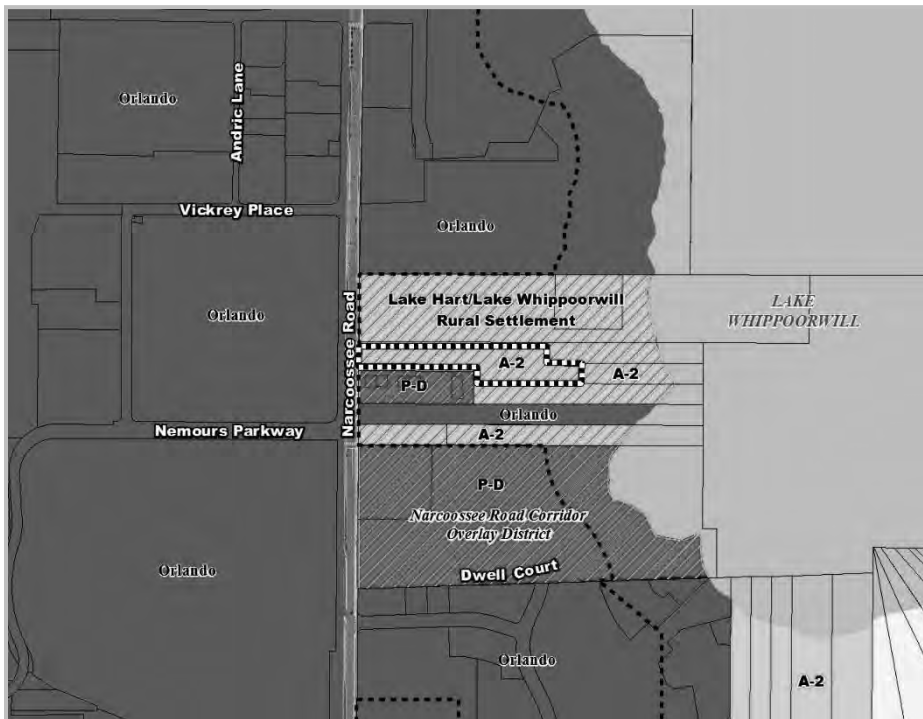 Orlando
Andric Lane
Vickrey Place
Orlando
Orlando
Lake Hart/Lake Whippoorwill
Rural Settlement
LAKE
WHIPPOORWILL
Narcoossee Road
A-2
A-2
P-D
Orlando
Nemours Parkway
A-2
P-D
Narcoossee Road Corridor
Overlay District
Orlando
Dwell Court
Orlando
A-2